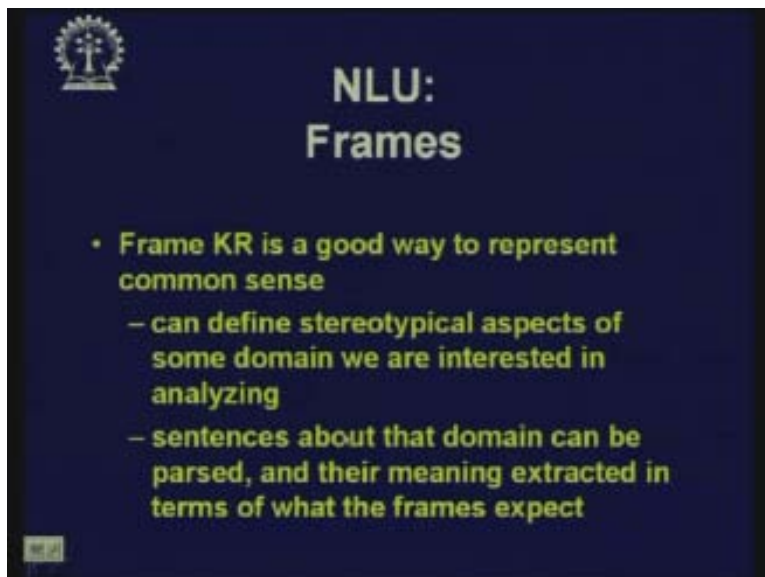 NLU:
Frames
• Frame KR is a good way to represent
common sense
– can define stereotypical aspects of
some domain we are interested in
analyzing
– sentences about that domain can be
parsed, and their meaning extracted in
terms of what the frames expect